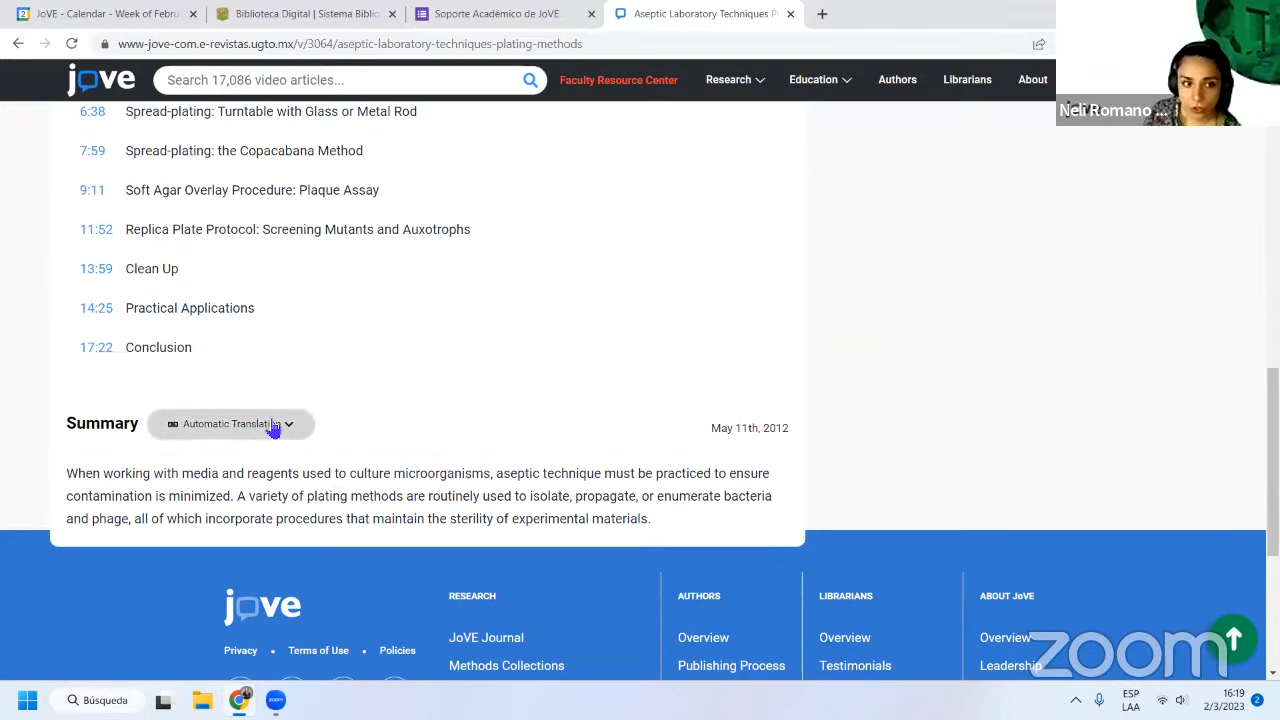 JoVE - Calendar - Week of Febru
Biblioteca Digital | Sistema Biblio
Soporte Académico de JoVE
Aseptic Laboratory Techniques Pl
www-jove-com.e-revistas.ugto.mx/v/3064/aseptic-laboratory-techniques-plating-methods
jove
Search 17,086 video articles...
Faculty Resource Center
Research
Education
Authors
Librarians
About
Neli Romano ...
6:38 Spread-plating: Turntable with Glass or Metal Rod
7:59 Spread-plating: the Copacabana Method
9:11 Soft Agar Overlay Procedure: Plaque Assay
11:52 Replica Plate Protocol: Screening Mutants and Auxotrophs
13:59 Clean Up
14:25 Practical Applications
17:22 Conclusion
Summary
Automatic Translation
May 11th, 2012
When working with media and reagents used to culture microorganisms, aseptic technique must be practiced to ensure
contamination is minimized. A variety of plating methods are routinely used to isolate, propagate, or enumerate bacteria
and phage, all of which incorporate procedures that maintain the sterility of experimental materials.
jove
RESEARCH
AUTHORS
LIBRARIANS
ABOUT JoVE
JoVE Journal
Overview
Overview
Overview
Privacy • Terms of Use • Policies
Methods Collections
Publishing Process
Testimonials
Leadership
zoom
Búsqueda
zoom
ESP
LAA
16:19
2/3/2023
2